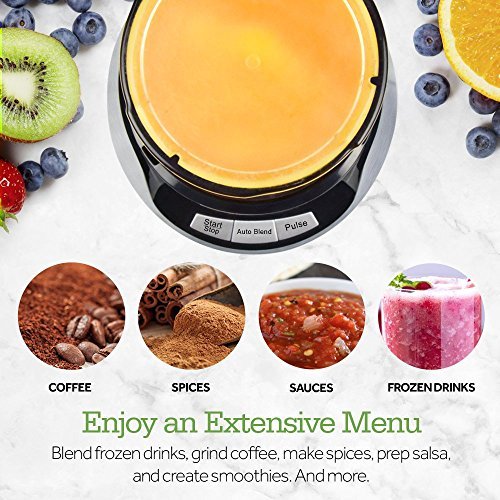 Start
Stop
Auto Blend
Pulse
COFFEE
SPICES
SAUCES
FROZEN DRINKS
Enjoy an Extensive Menu
Blend frozen drinks, grind coffee, make spices, prep salsa,
and create smoothies. And more.